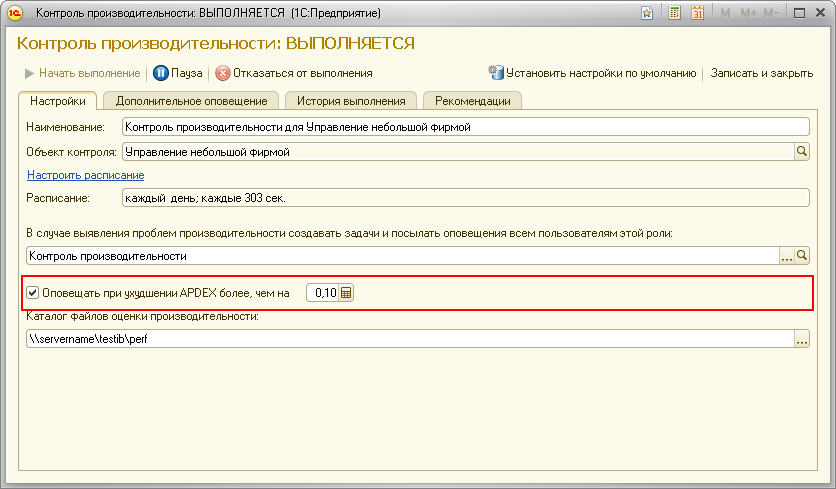 1С Контроль производительности: ВЫПОЛНЯЕТСЯ (1С:Предприятие) 31 M M+ M-
Контроль производительности: ВЫПОЛНЯЕТСЯ
Начать выполнение Пауза Отказаться от выполнения Установить настройки по умолчанию Записать и закрыть
Настройки Дополнительное оповещение История выполнения Рекомендации
Наименование: Контроль производительности для Управление небольшой фирмой
Объект контроля: Управление небольшой фирмой
Настроить расписание
Расписание: каждый день; каждые 303 сек.
В случае выявления проблем производительности создавать задачи и посылать оповещения всем пользователям этой роли:
Контроль производительности ...
Оповещать при ухудшении APDEX более, чем на 0,10
Каталог файлов оценки производительности:
\\servername\testib\perf ...